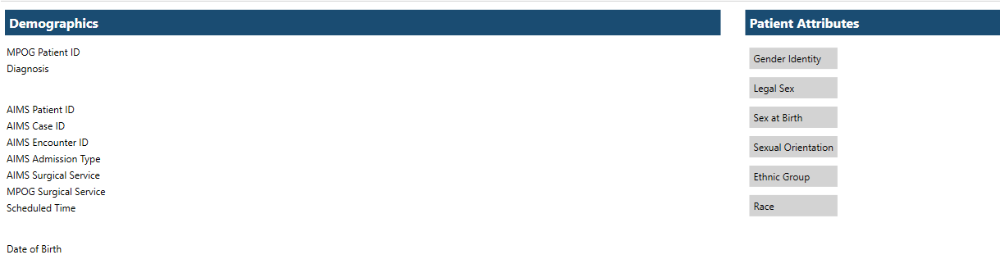 Demographics
MPOG Patient ID
Diagnosis
AIMS Patient ID
AIMS Case ID
AIMS Encounter ID
AIMS Admission Type
AIMS Surgical Service
MPOG Surgical Service
Scheduled Time
Date of Birth
Patient Attributes
Gender Identity
Legal Sex
Sex at Birth
Sexual Orientation
Ethnic Group
Race